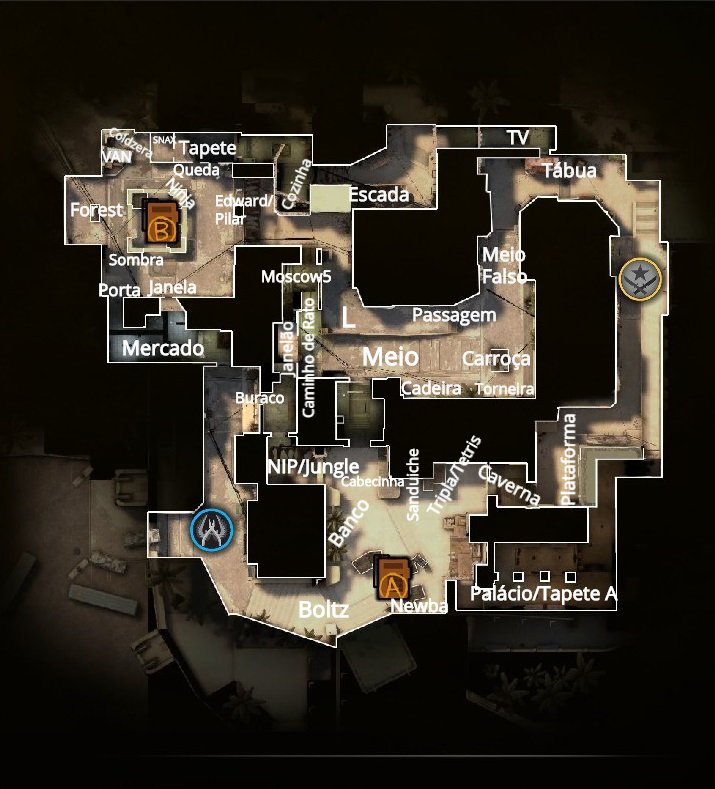 TV
Coldzera
SNAX
Tapete
VAN
Queda
Tábua
Cozinha
Ninja
Escada
Forest
Edward/
Pilar
B
Sombra
Meio
Falso
Moscow5
Porta
Janela
L
Passagem
Mercado
Janelão
Caminho de Rato
Meio
Carroça
Cadeira
Torneira
Buraco
NIP/Jungle
Cabecinha
Sanduiche
Tripla/Tetris
Caverna
Plataforma
Banco
A
Boltz
Newba
Palácio/Tapete A